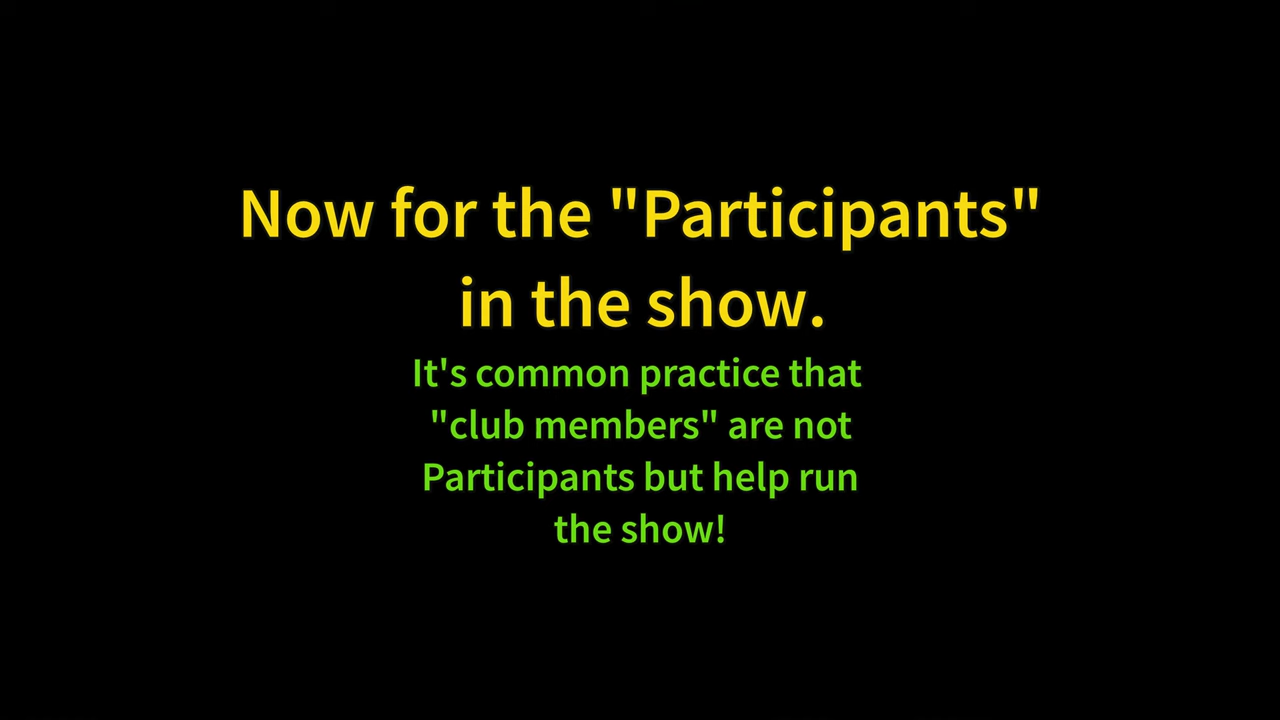 Now for the "Participants"
in the show.
It's common practice that
"club members" are not
Participants but help run
the show!